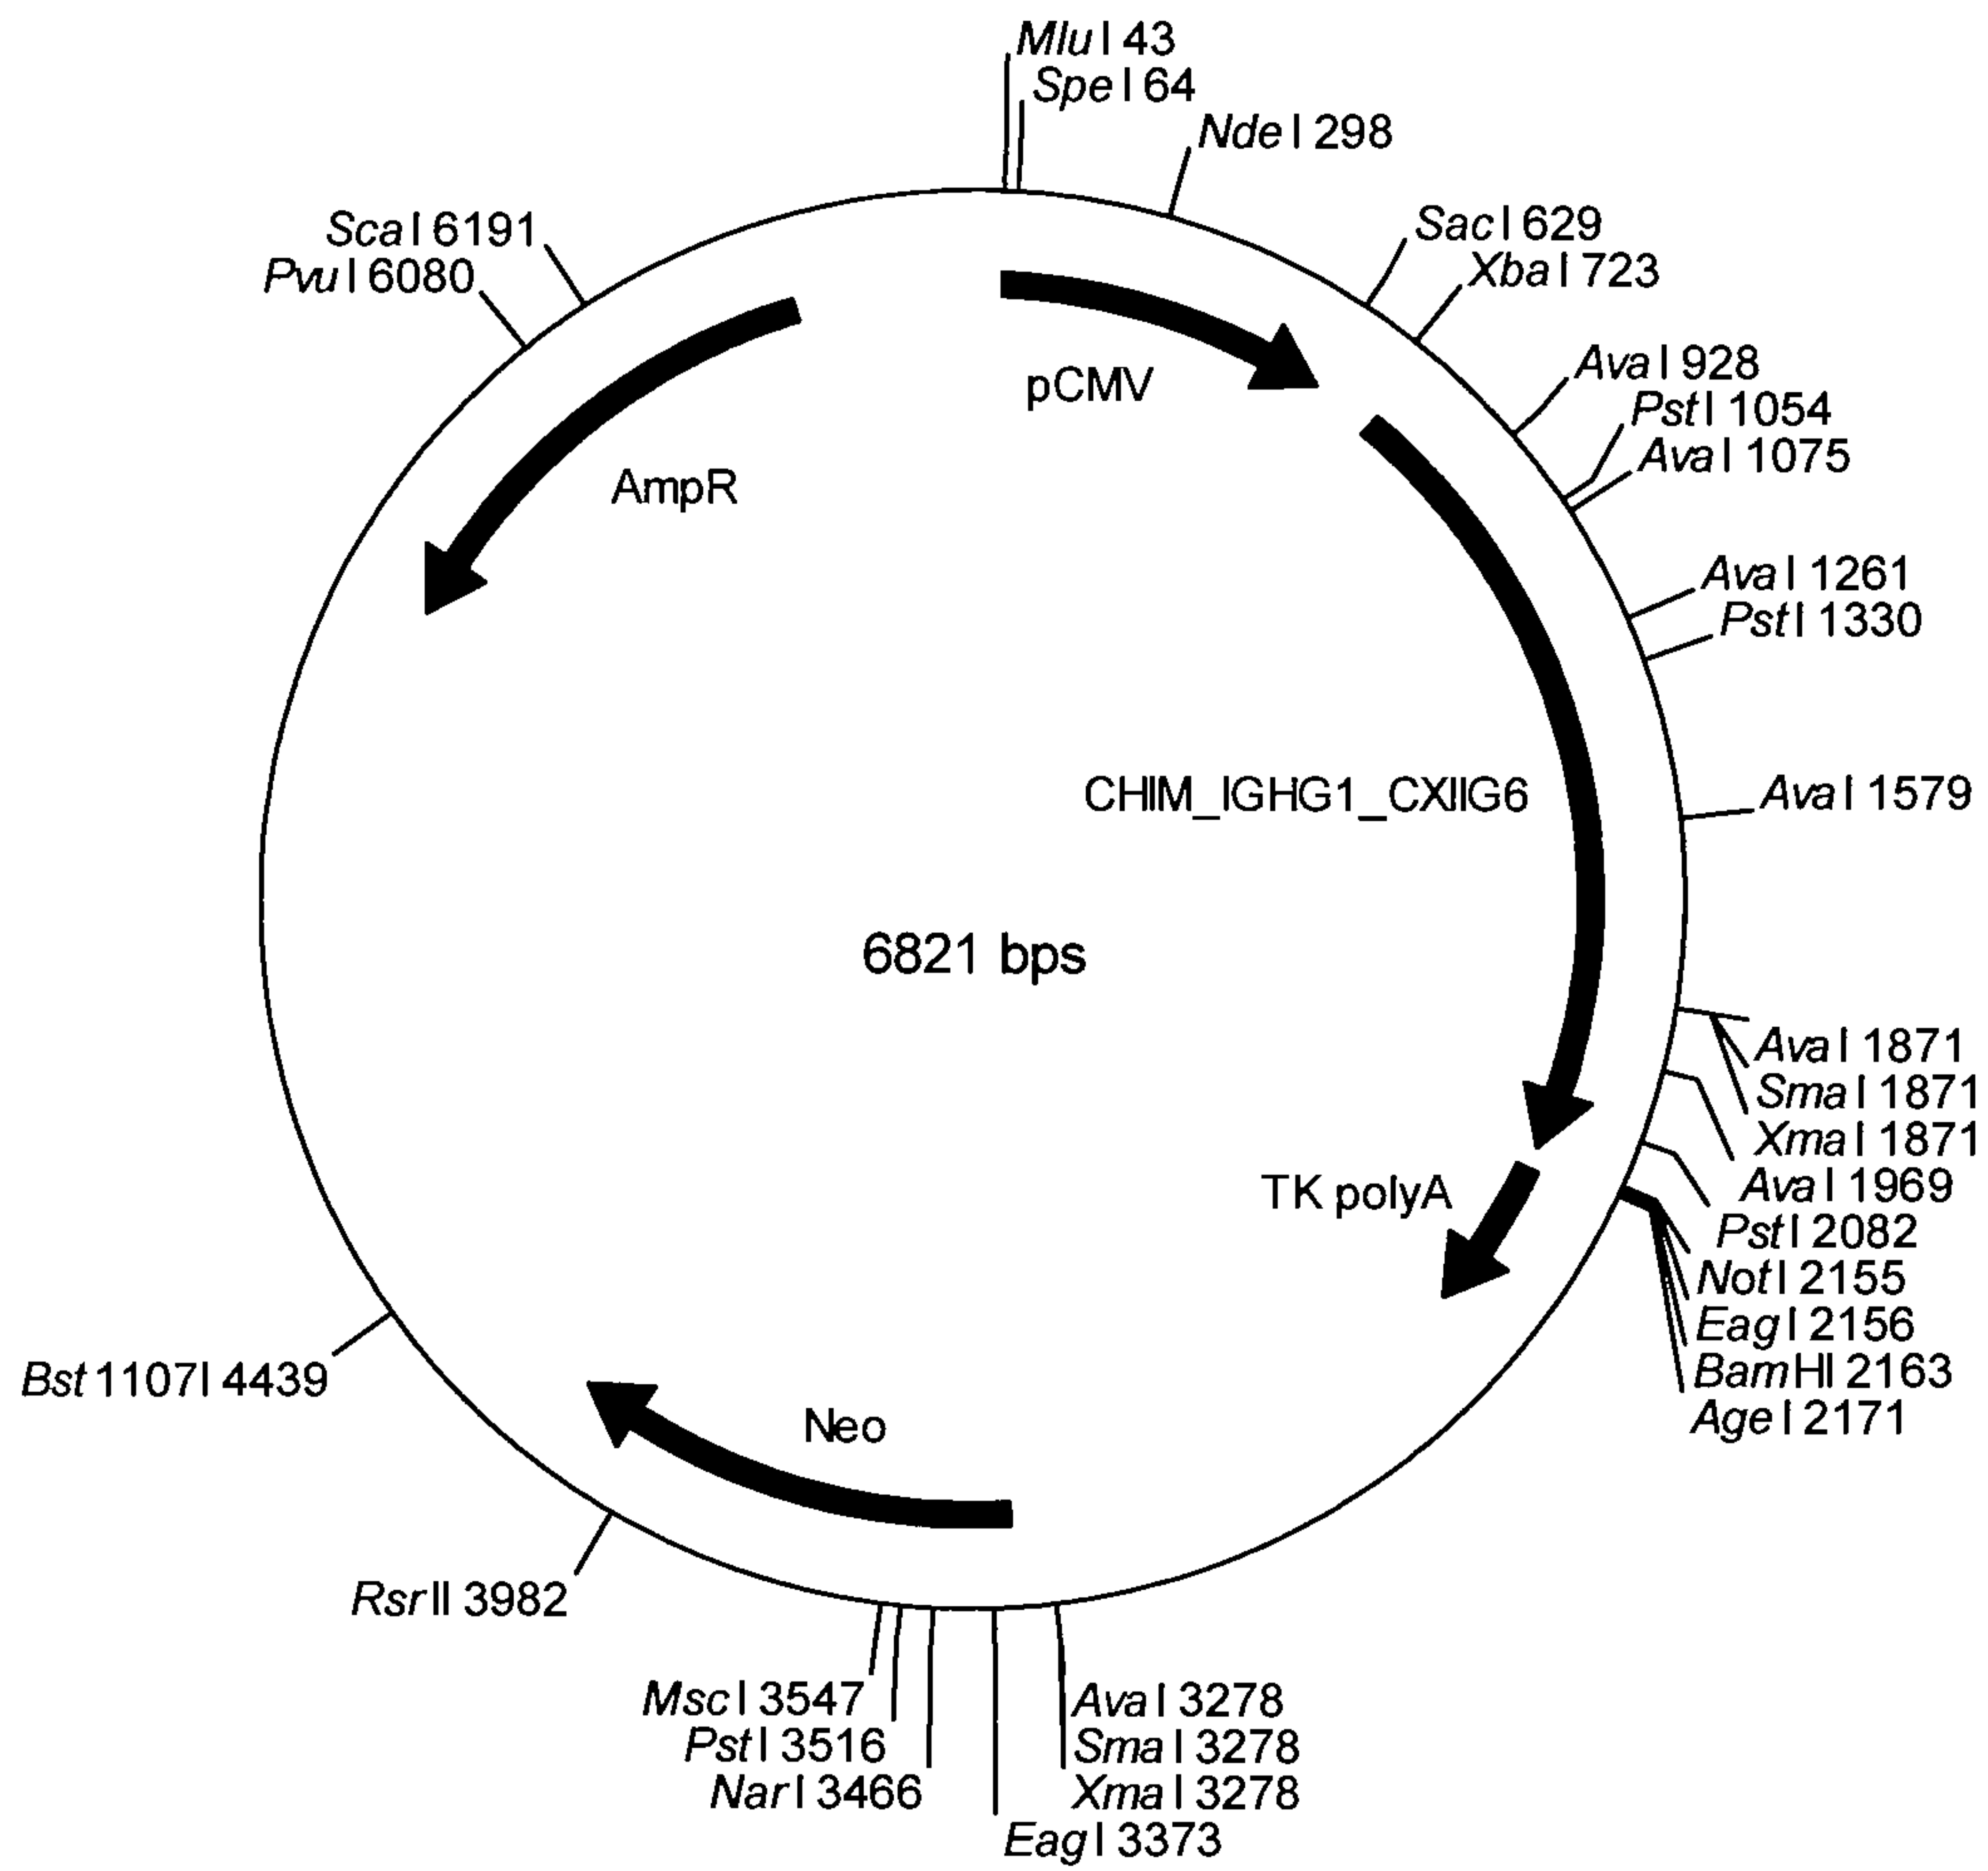 MluI 43
SpeI 64
NdeI 298
SacI 629
XbaI 723
AvaI 928
PstI 1054
AvaI 1075
AvaI 1261
PstI 1330
AvaI 1579
AvaI 1871
SmaI 1871
XmaI 1871
AvaI 1969
PstI 2082
NotI 2155
EagI 2156
BamHI 2163
AgeI 2171
AvaI 3278
SmaI 3278
XmaI 3278
EagI 3373
NarI 3466
PstI 3516
MscI 3547
RsrII 3982
Bst1107I 4439
PvuI 6080
ScaI 6191
pCMV
AmpR
CHIM_IGHG1_CXIIG6
6821 bps
TK polyA
Neo